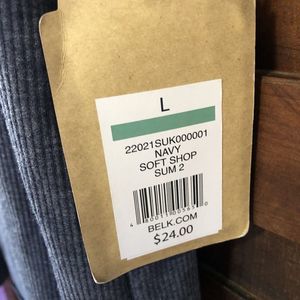 L
22021SUK000001
NAVY
SOFT SHOP
SUM 2
BELK.COM
$24.00